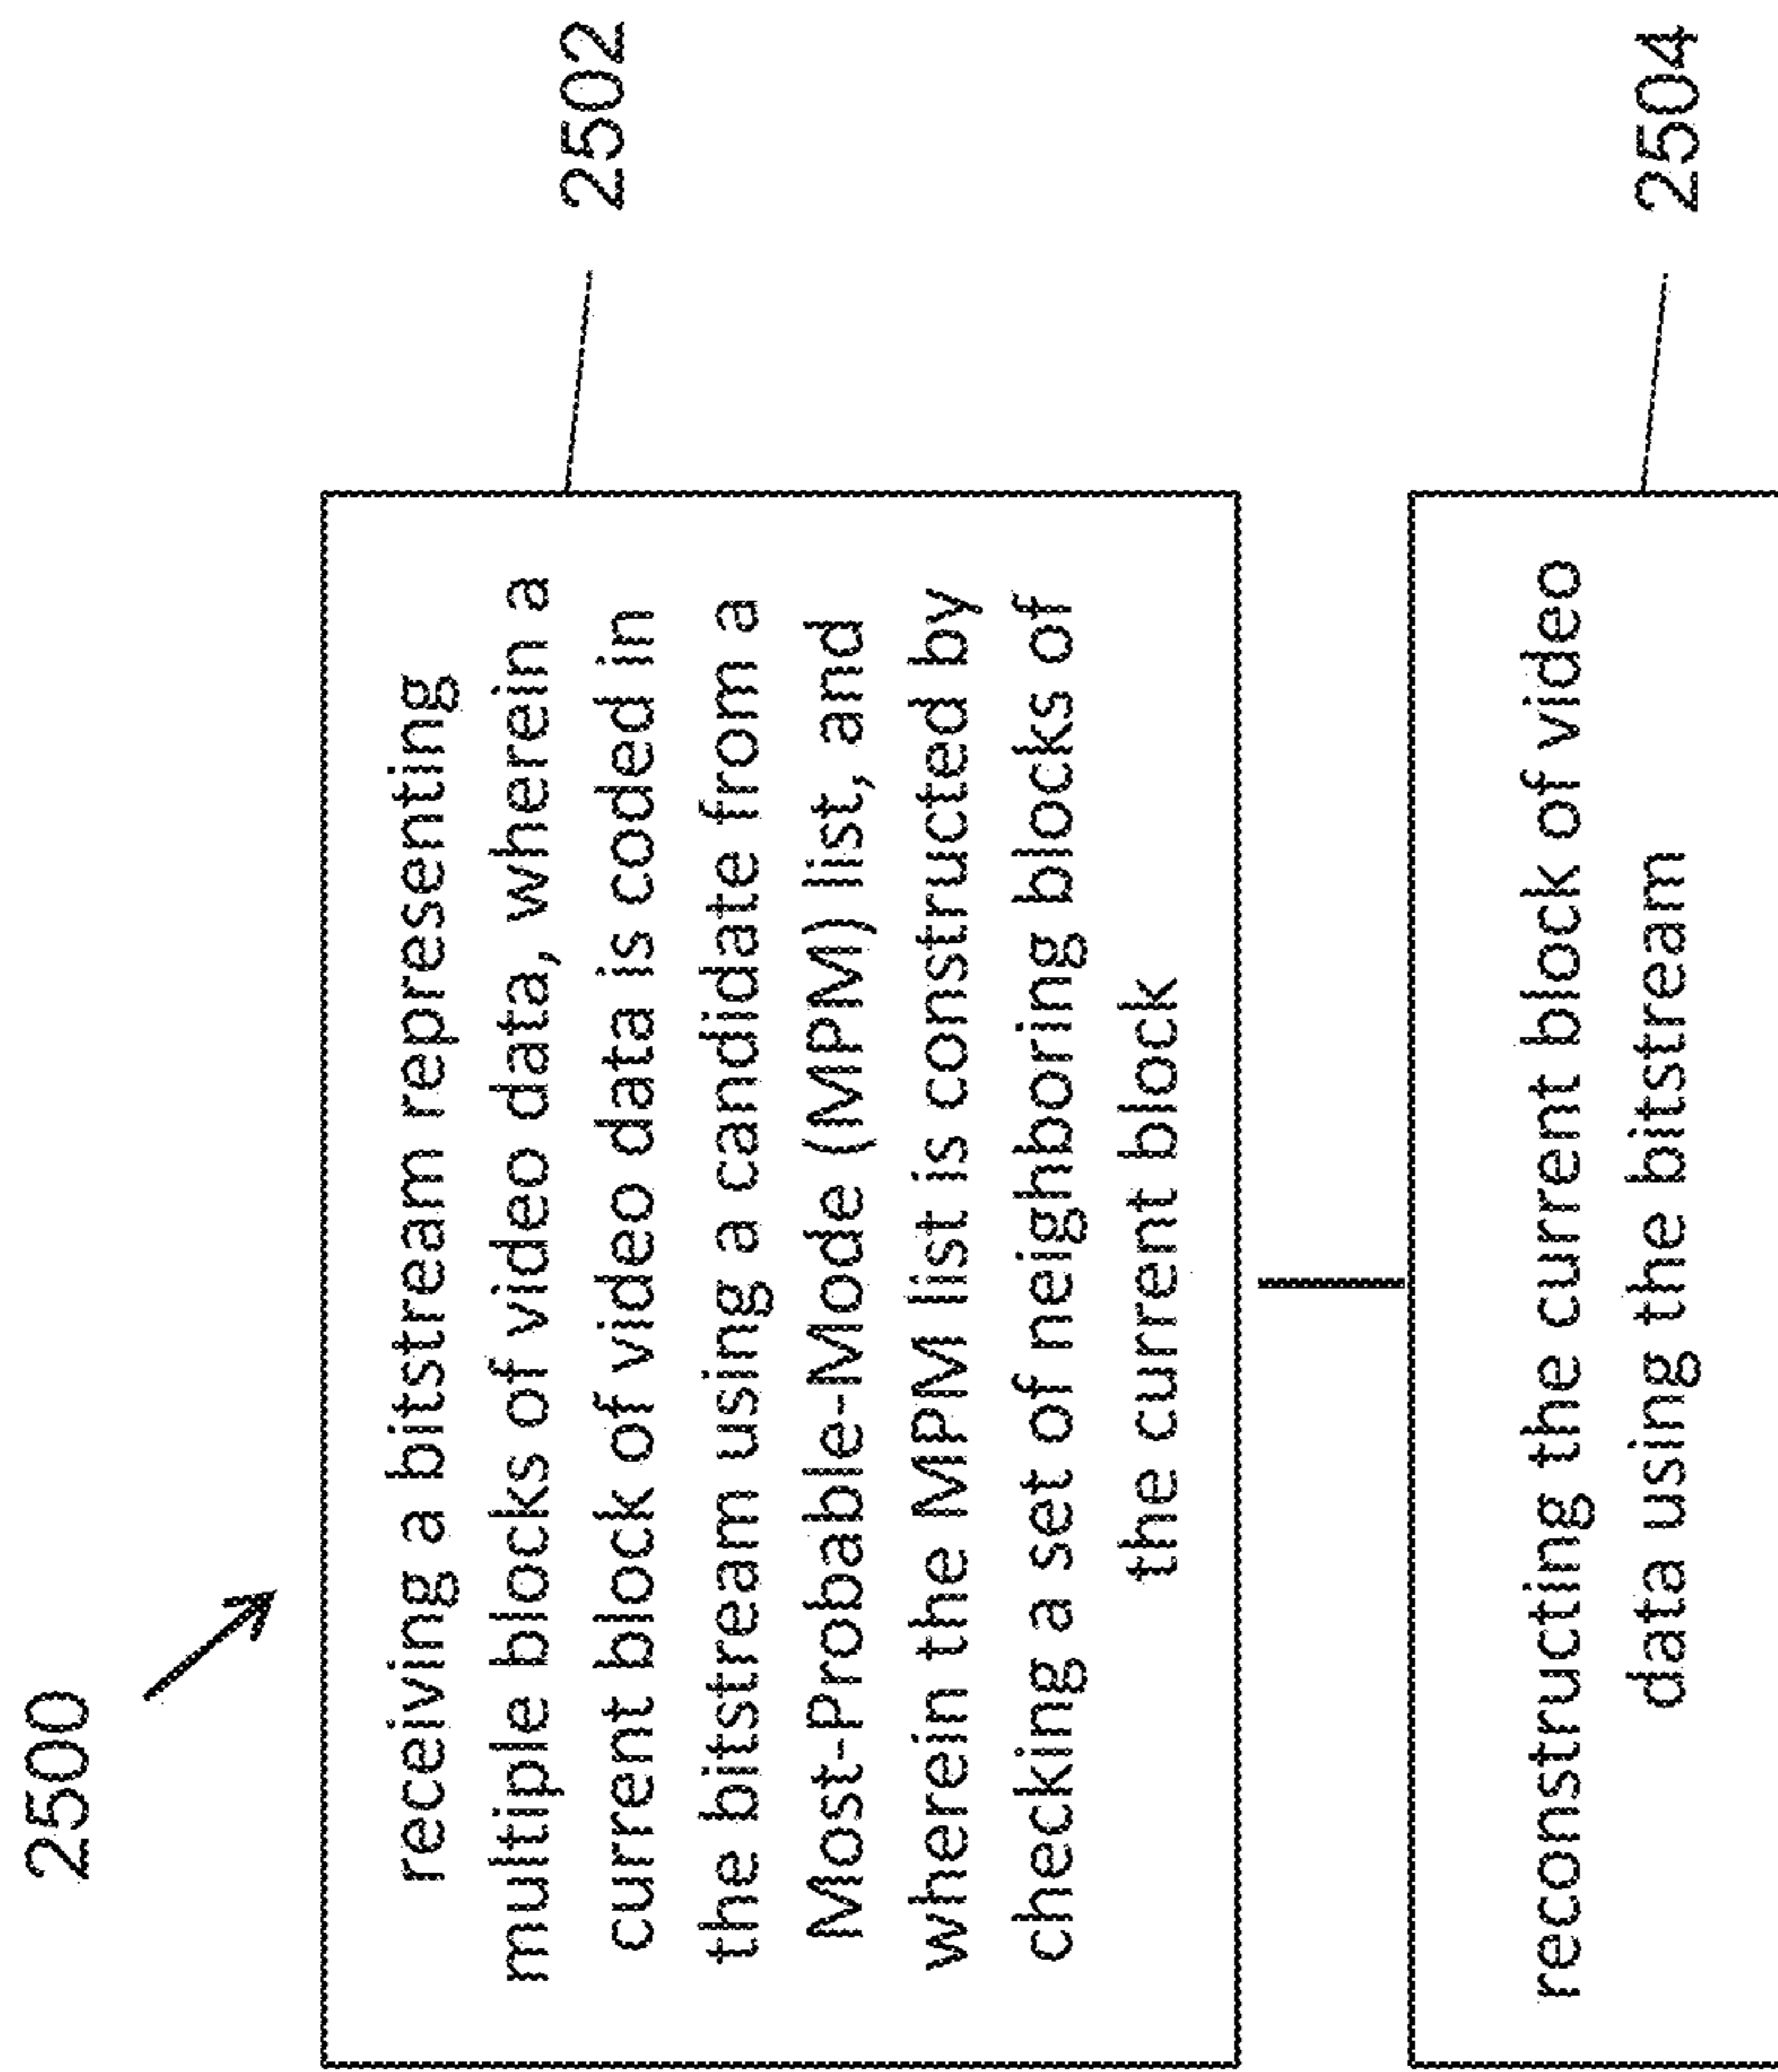 2500
receiving a bitstream representing
multiple blocks of video data, wherein a
current block of video data is coded in
the bitstream using a candidate from a
Most-Probable-Mode (MPM) list, and
wherein the MPM list is constructed by
checking a set of neighboring blocks of
the current block
2502
reconstructing the current block of video
data using the bitstream
2504